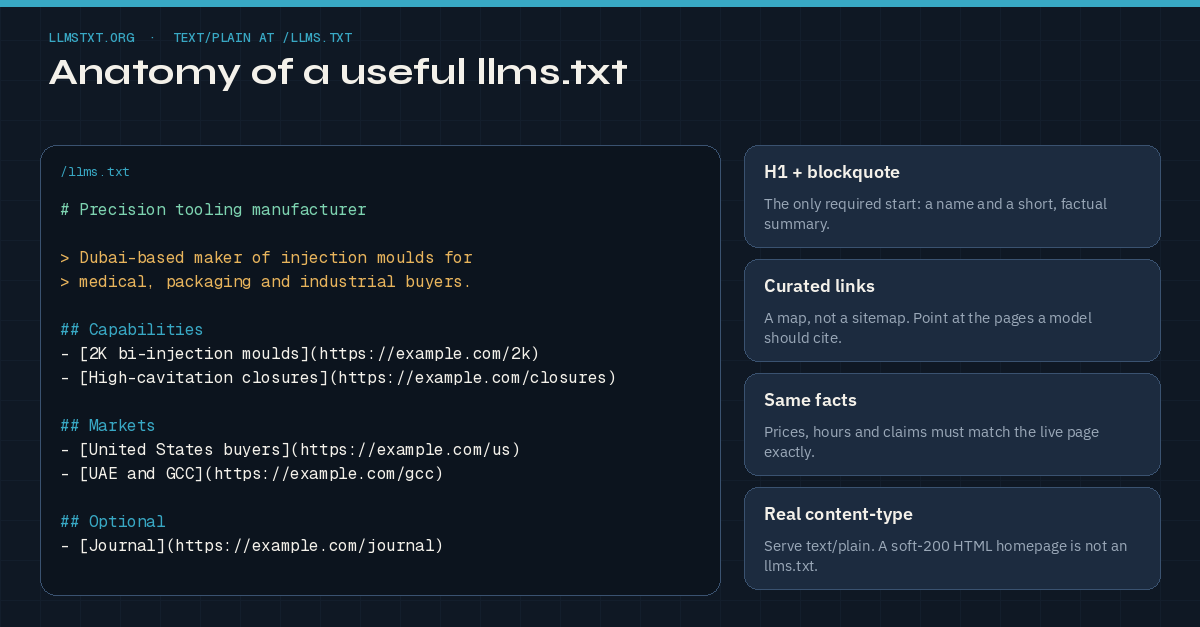 LLMSTXT.ORG · TEXT/PLAIN AT /LLMS.TXT
Anatomy of a useful llms.txt
/llms.txt
# Precision tooling manufacturer
> Dubai-based maker of injection moulds for
> medical, packaging and industrial buyers.
## Capabilities
- [2K bi-injection moulds](https://example.com/2k)
- [High-cavitation closures](https://example.com/closures)
## Markets
- [United States buyers](https://example.com/us)
- [UAE and GCC](https://example.com/gcc)
## Optional
- [Journal](https://example.com/journal)
H1 + blockquote
The only required start: a name and a short, factual
summary.
Curated links
A map, not a sitemap. Point at the pages a model
should cite.
Same facts
Prices, hours and claims must match the live page
exactly.
Real content-type
Serve text/plain. A soft-200 HTML homepage is not an
llms.txt.